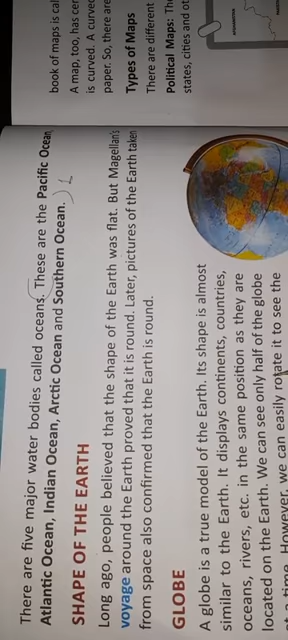 There are five major water bodies called oceans. These are the Pacific Ocean,
Atlantic Ocean, Indian Ocean, Arctic Ocean and Southern Ocean.
SHAPE OF THE EARTH
Long ago, people believed that the shape of the Earth was flat. But Magellan's
voyage around the Earth proved that it is round. Later, pictures of the Earth taken
from space also confirmed that the Earth is round.
GLOBE
A globe is a true model of the Earth. Its shape is almost
similar to the Earth. It displays continents, countries,
oceans, rivers, etc. in the same position as they are
located on the Earth. We can see only half of the globe
at a time. However, we can easily rotate it to see the
book of maps is
A map, too, has
is curved. A curved
paper. So, there are
Types of Maps
There are different
Political Maps:
states, cities and